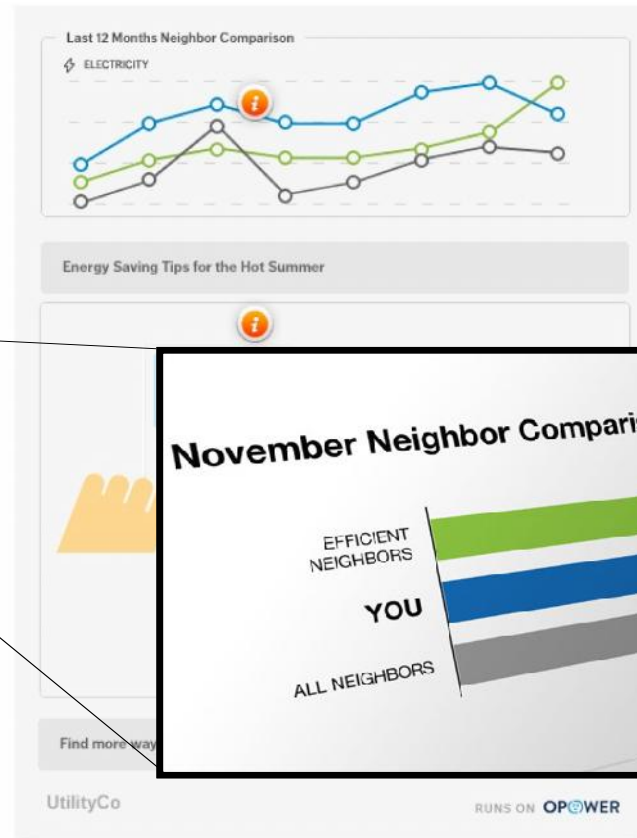 Last 12 Months Neighbor Comparison
ELECTRICITY
i
Energy Saving Tips for the Hot Summer
i
November Neighbor Compari
EFFICIENT
NEIGHBORS
YOU
ALL NEIGHBORS
Find more way
UtilityCo
RUNS ON OPOWER